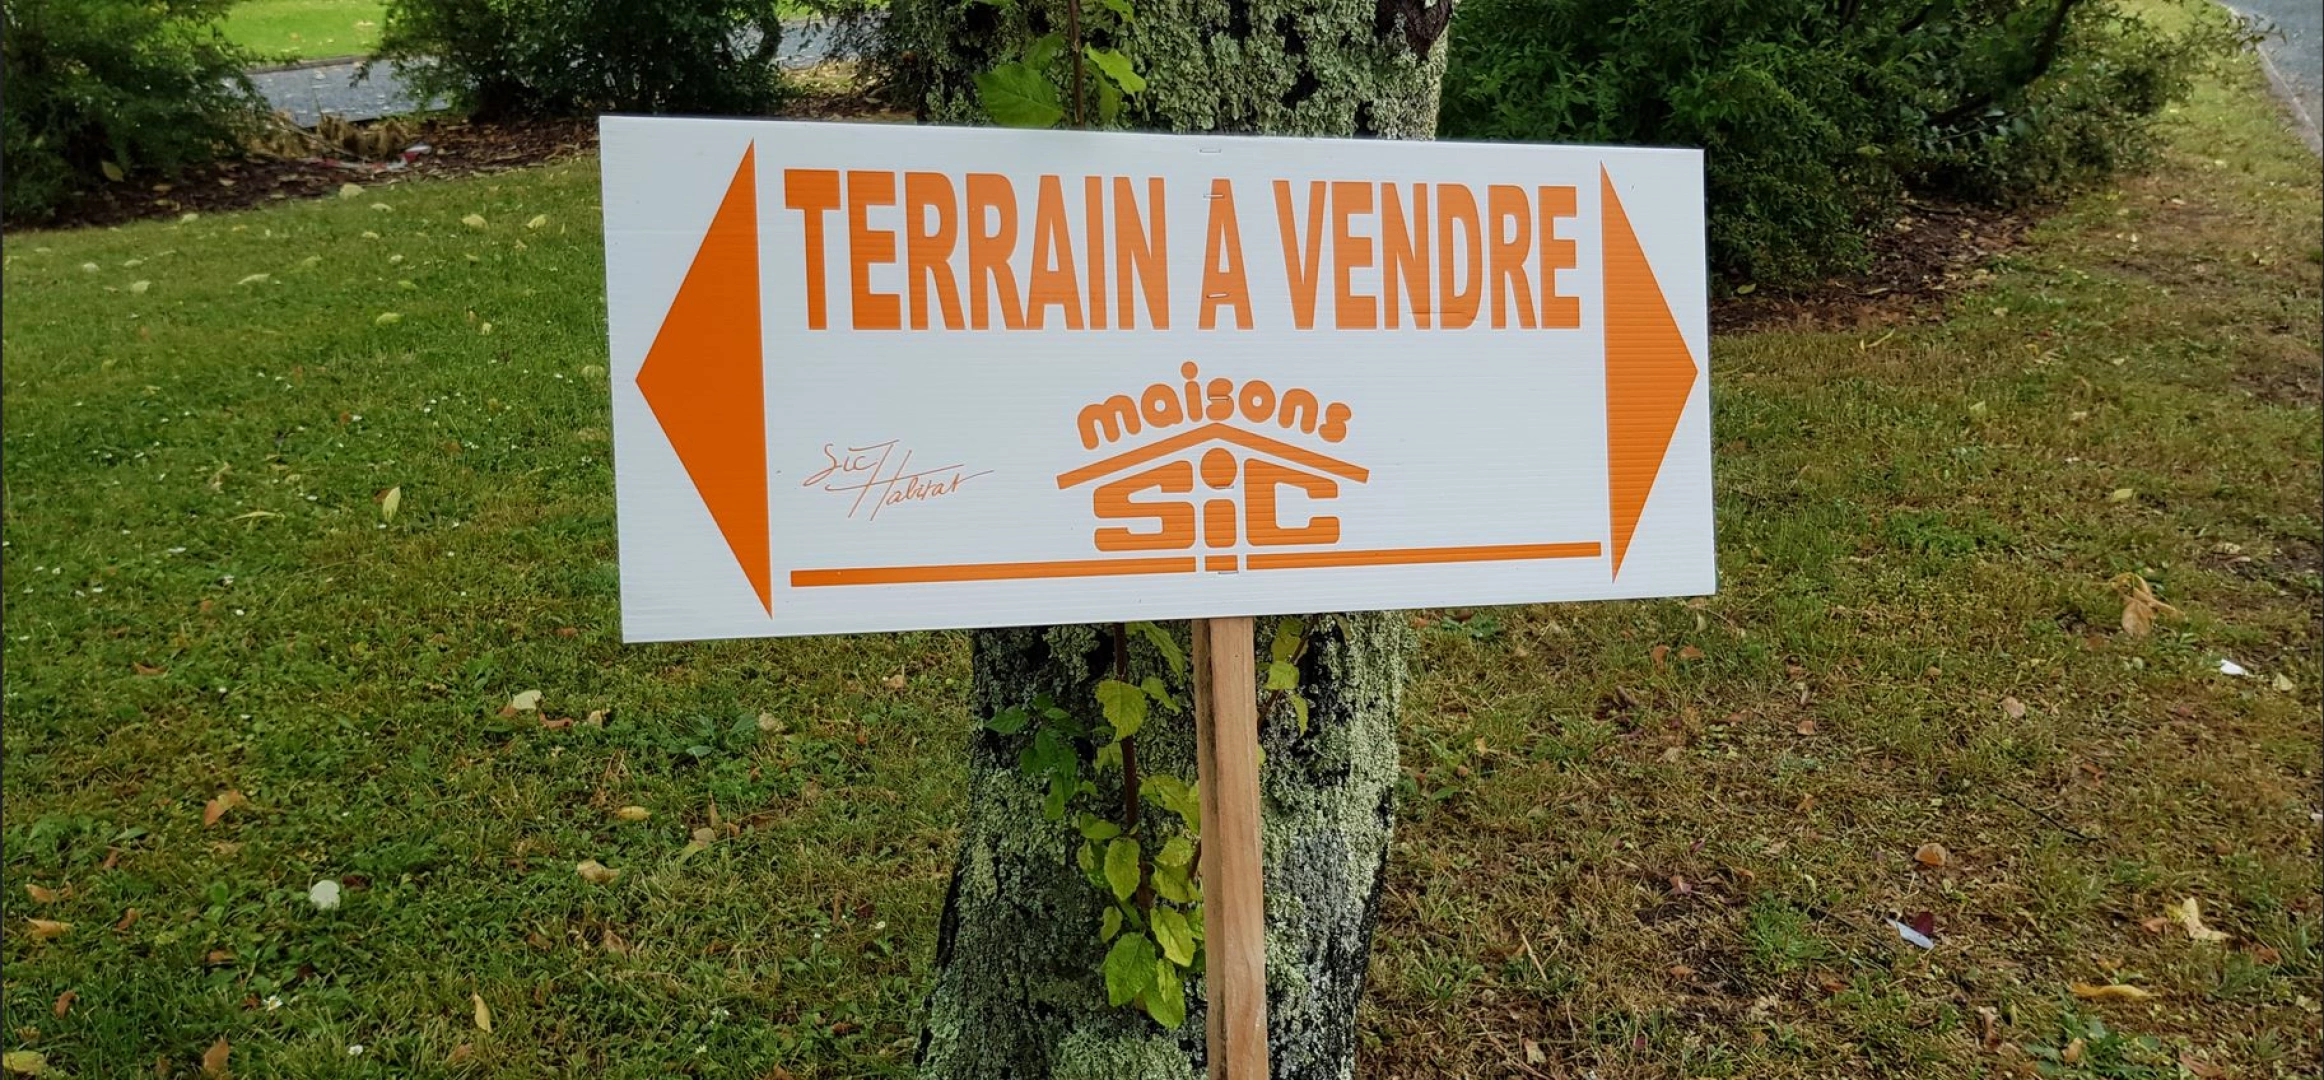 TERRAIN A VENDRE
maisons
SiC
Sic Habitat